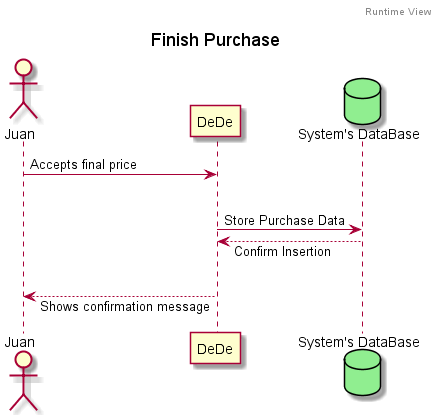 Runtime View
Finish Purchase
Juan
DeDe
System's DataBase
Accepts final price
Store Purchase Data
Confirm Insertion
Shows confirmation message
Juan
DeDe
System's DataBase